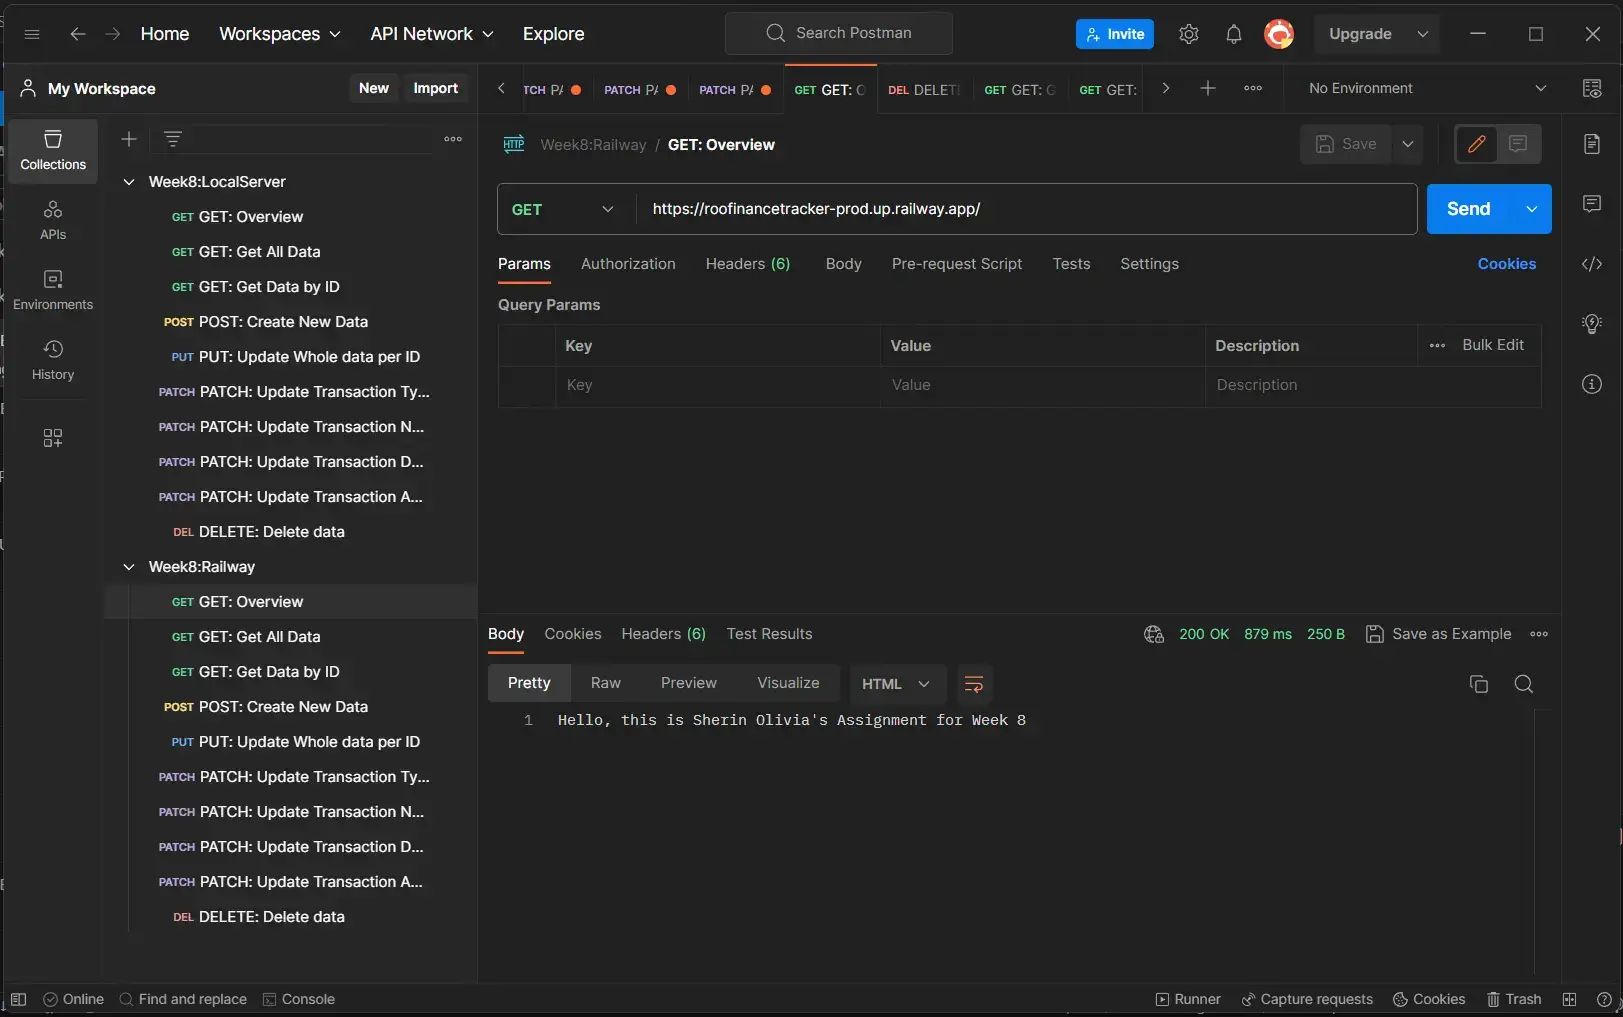 Home Workspaces API Network Explore Search Postman Invite Upgrade
My Workspace New Import
TCH PA PATCH PA PATCH PA GET GET: O DEL DELET GET GET: G GET GET: No Environment
Collections
APIs
Environments
History
Week8:LocalServer
GET GET: Overview
GET GET: Get All Data
GET GET: Get Data by ID
POST POST: Create New Data
PUT PUT: Update Whole data per ID
PATCH PATCH: Update Transaction Ty...
PATCH PATCH: Update Transaction N...
PATCH PATCH: Update Transaction D...
PATCH PATCH: Update Transaction A...
DEL DELETE: Delete data
Week8:Railway
GET GET: Overview
GET GET: Get All Data
GET GET: Get Data by ID
POST POST: Create New Data
PUT PUT: Update Whole data per ID
PATCH PATCH: Update Transaction Ty...
PATCH PATCH: Update Transaction N...
PATCH PATCH: Update Transaction D...
PATCH PATCH: Update Transaction A...
DEL DELETE: Delete data
HTTP Week8:Railway / GET: Overview Save
GET https://roofinancetracker-prod.up.railway.app/ Send
Params Authorization Headers (6) Body Pre-request Script Tests Settings Cookies
Query Params
Key Value Description Bulk Edit
Key Value Description
Body Cookies Headers (6) Test Results 200 OK 879 ms 250 B Save as Example
Pretty Raw Preview Visualize HTML
1 Hello, this is Sherin Olivia's Assignment for Week 8
Online Find and replace Console Runner Capture requests Cookies Trash